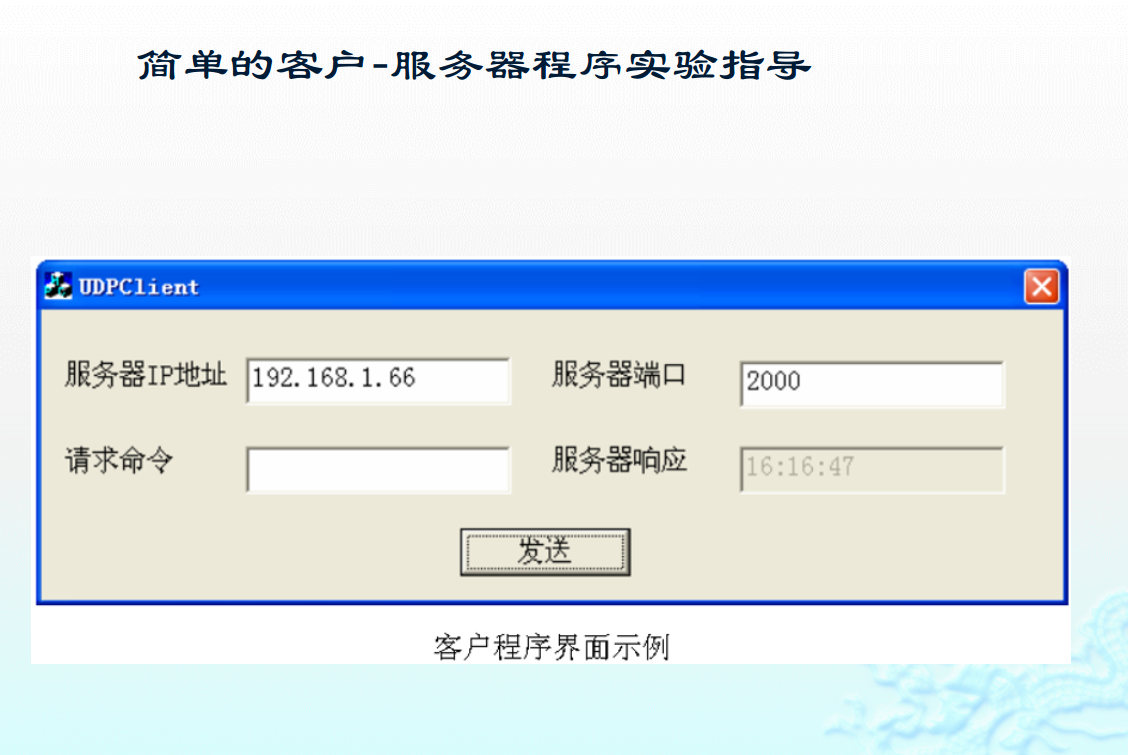 简单的客户-服务器程序实验指导
UDPClient
服务器IP地址 192.168.1.66 服务器端口 2000
请求命令 服务器响应 16:16:47
发送
客户程序界面示例